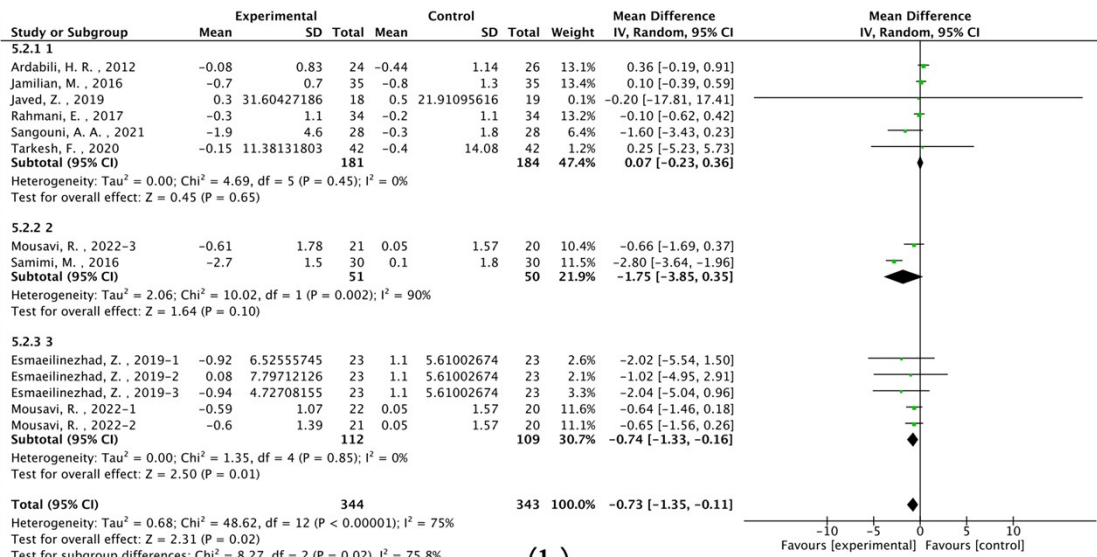 Experimental Control Mean Difference Mean Difference
Study or Subgroup Mean SD Total Mean SD Total Weight IV, Random, 95% CI IV, Random, 95% CI
5.2.1 1
Ardabili, H. R. , 2012 -0.08 0.83 24 -0.44 1.14 26 13.1% 0.36 [-0.19, 0.91]
Jamilian, M. , 2016 -0.7 0.7 35 -0.8 1.3 35 13.4% 0.10 [-0.39, 0.59]
Javed, Z. , 2019 0.3 31.60427186 18 0.5 21.91095616 19 0.1% -0.20 [-17.81, 17.41]
Rahmani, E. , 2017 -0.3 1.1 34 -0.2 1.1 34 13.2% -0.10 [-0.62, 0.42]
Sangouni, A. A. , 2021 -1.9 4.6 28 -0.3 1.8 28 6.4% -1.60 [-3.43, 0.23]
Tarkesh, F. , 2020 -0.15 11.38131803 42 -0.4 14.08 42 1.2% 0.25 [-5.23, 5.73]
Subtotal (95% CI) 181 184 47.4% 0.07 [-0.23, 0.36]
Heterogeneity: Tau² = 0.00; Chi² = 4.69, df = 5 (P = 0.45); I² = 0%
Test for overall effect: Z = 0.45 (P = 0.65)
5.2.2 2
Mousavi, R. , 2022-3 -0.61 1.78 21 0.05 1.57 20 10.4% -0.66 [-1.69, 0.37]
Samimi, M. , 2016 -2.7 1.5 30 0.1 1.8 30 11.5% -2.80 [-3.64, -1.96]
Subtotal (95% CI) 51 50 21.9% -1.75 [-3.85, 0.35]
Heterogeneity: Tau² = 2.06; Chi² = 10.02, df = 1 (P = 0.002); I² = 90%
Test for overall effect: Z = 1.64 (P = 0.10)
5.2.3 3
Esmaeilinezhad, Z. , 2019-1 -0.92 6.52555745 23 1.1 5.61002674 23 2.6% -2.02 [-5.54, 1.50]
Esmaeilinezhad, Z. , 2019-2 0.08 7.79712126 23 1.1 5.61002674 23 2.1% -1.02 [-4.95, 2.91]
Esmaeilinezhad, Z. , 2019-3 -0.94 4.72708155 23 1.1 5.61002674 23 3.3% -2.04 [-5.04, 0.96]
Mousavi, R. , 2022-1 -0.59 1.07 22 0.05 1.57 20 11.6% -0.64 [-1.46, 0.18]
Mousavi, R. , 2022-2 -0.6 1.39 21 0.05 1.57 20 11.1% -0.65 [-1.56, 0.26]
Subtotal (95% CI) 112 109 30.7% -0.74 [-1.33, -0.16]
Heterogeneity: Tau² = 0.00; Chi² = 1.35, df = 4 (P = 0.85); I² = 0%
Test for overall effect: Z = 2.50 (P = 0.01)
Total (95% CI) 344 343 100.0% -0.73 [-1.35, -0.11]
Heterogeneity: Tau² = 0.68; Chi² = 48.62, df = 12 (P < 0.00001); I² = 75%
Test for overall effect: Z = 2.31 (P = 0.02)
Test for subgroup differences: Chi² = 8.27, df = 2 (P = 0.02), I² = 75.8%
-10 -5 0 5 10
Favours [experimental] Favours [control]